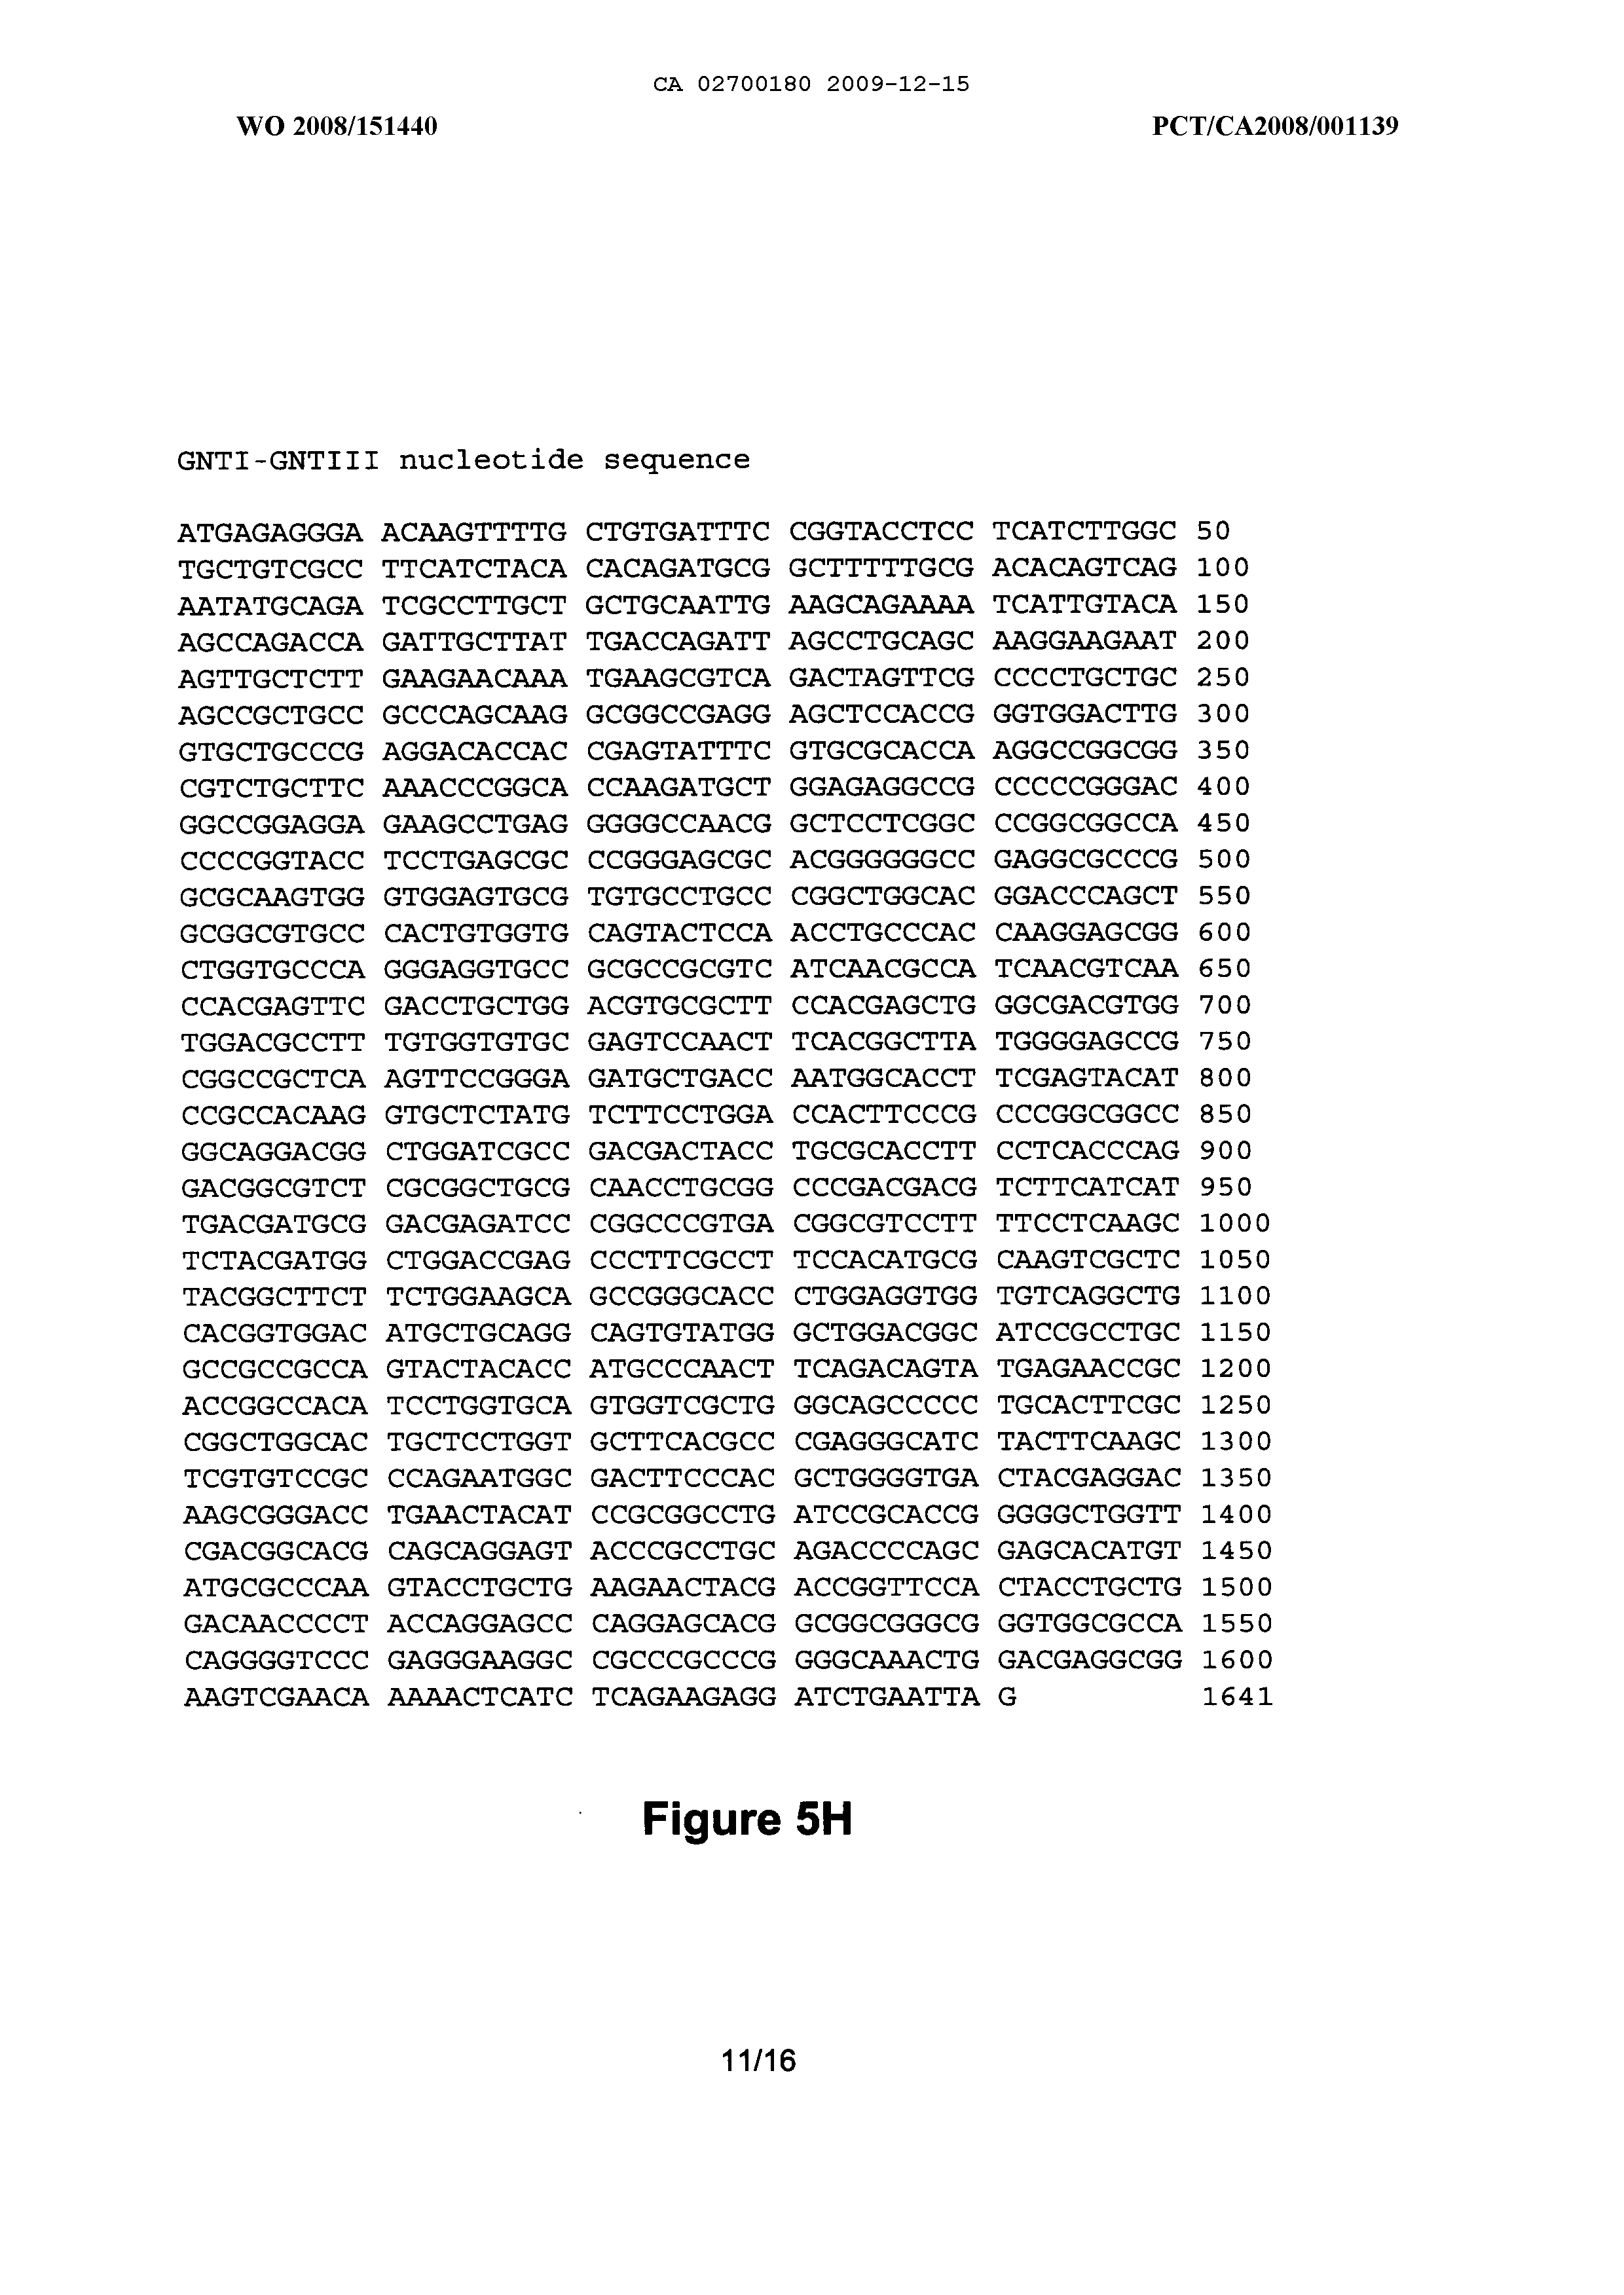 CA 02700180 2009-12-15
WO 2008/151440 PCT/CA2008/001139
GNTI-GNTIII nucleotide sequence
ATGAGAGGGA ACAAGTTTTG CTGTGATTTC CGGTACCTCC TCATCTTGGC 50
TGCTGTCGCC TTCATCTACA CACAGATGCG GCTTTTTGCG ACACAGTCAG 100
AATATGCAGA TCGCCTTGCT GCTGCAATTG AAGCAGAAAA TCATTGTACA 150
AGCCAGACCA GATTGCTTAT TGACCAGATT AGCCTGCAGC AAGGAAGAAT 200
AGTTGCTCTT GAAGAACAAA TGAAGCGTCA GACTAGTTCG CCCCTGCTGC 250
AGCCGCTGCC GCCCAGCAAG GCGGCCGAGG AGCTCCACCG GGTGGACTTG 300
GTGCTGCCCG AGGACACCAC CGAGTATTTC GTGCGCACCA AGGCCGGCGG 350
CGTCTGCTTC AAACCCGGCA CCAAGATGCT GGAGAGGCCG CCCCCGGGAC 400
GGCCGGAGGA GAAGCCTGAG GGGGCCAACG GCTCCTCGGC CCGGCGGCCA 450
CCCCGGTACC TCCTGAGCGC CCGGGAGCGC ACGGGGGGCC GAGGCGCCCG 500
GCGCAAGTGG GTGGAGTGCG TGTGCCTGCC CGGCTGGCAC GGACCCAGCT 550
GCGGCGTGCC CACTGTGGTG CAGTACTCCA ACCTGCCCAC CAAGGAGCGG 600
CTGGTGCCCA GGGAGGTGCC GCGCCGCGTC ATCAACGCCA TCAACGTCAA 650
CCACGAGTTC GACCTGCTGG ACGTGCGCTT CCACGAGCTG GGCGACGTGG 700
TGGACGCCTT TGTGGTGTGC GAGTCCAACT TCACGGCTTA TGGGGAGCCG 750
CGGCCGCTCA AGTTCCGGGA GATGCTGACC AATGGCACCT TCGAGTACAT 800
CCGCCACAAG GTGCTCTATG TCTTCCTGGA CCACTTCCCG CCCGGCGGCC 850
GGCAGGACGG CTGGATCGCC GACGACTACC TGCGCACCTT CCTCACCCAG 900
GACGGCGTCT CGCGGCTGCG CAACCTGCGG CCCGACGACG TCTTCATCAT 950
TGACGATGCG GACGAGATCC CGGCCCGTGA CGGCGTCCTT TTCCTCAAGC 1000
TCTACGATGG CTGGACCGAG CCCTTCGCCT TCCACATGCG CAAGTCGCTC 1050
TACGGCTTCT TCTGGAAGCA GCCGGGCACC CTGGAGGTGG TGTCAGGCTG 1100
CACGGTGGAC ATGCTGCAGG CAGTGTATGG GCTGGACGGC ATCCGCCTGC 1150
GCCGCCGCCA GTACTACACC ATGCCCAACT TCAGACAGTA TGAGAACCGC 1200
ACCGGCCACA TCCTGGTGCA GTGGTCGCTG GGCAGCCCCC TGCACTTCGC 1250
CGGCTGGCAC TGCTCCTGGT GCTTCACGCC CGAGGGCATC TACTTCAAGC 1300
TCGTGTCCGC CCAGAATGGC GACTTCCCAC GCTGGGGTGA CTACGAGGAC 1350
AAGCGGGACC TGAACTACAT CCGCGGCCTG ATCCGCACCG GGGGCTGGTT 1400
CGACGGCACG CAGCAGGAGT ACCCGCCTGC AGACCCCAGC GAGCACATGT 1450
ATGCGCCCAA GTACCTGCTG AAGAACTACG ACCGGTTCCA CTACCTGCTG 1500
GACAACCCCT ACCAGGAGCC CAGGAGCACG GCGGCGGGCG GGTGGCGCCA 1550
CAGGGGTCCC GAGGGAAGGC CGCCCGCCCG GGGCAAACTG GACGAGGCGG 1600
AAGTCGAACA AAAACTCATC TCAGAAGAGG ATCTGAATTA G 1641
Figure 5H
11/16